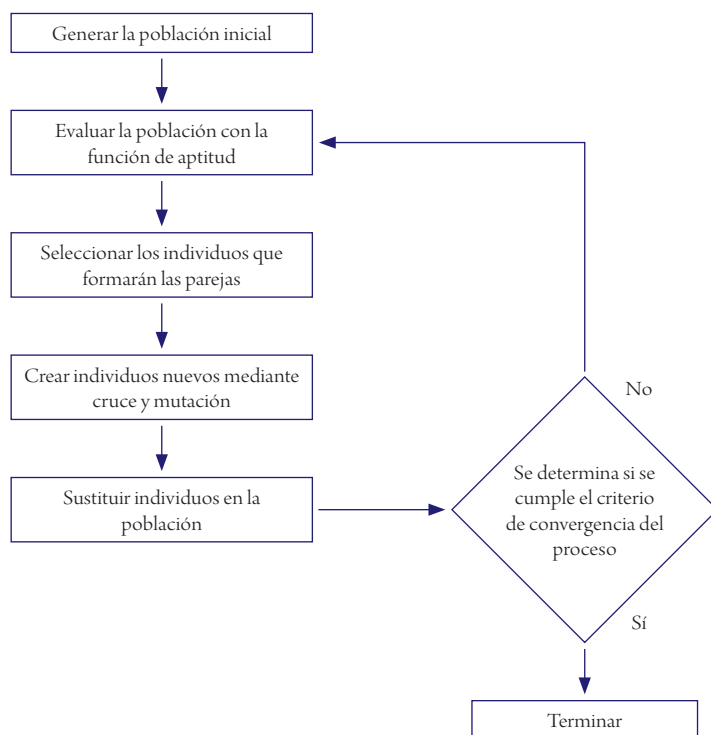 Generar la población inicial
Evaluar la población con la
función de aptitud
Seleccionar los individuos que
formarán las parejas
Crear individuos nuevos mediante
cruce y mutación
Sustituir individuos en la
población
No
Se determina si se
cumple el criterio
de convergencia del
proceso
Sí
Terminar